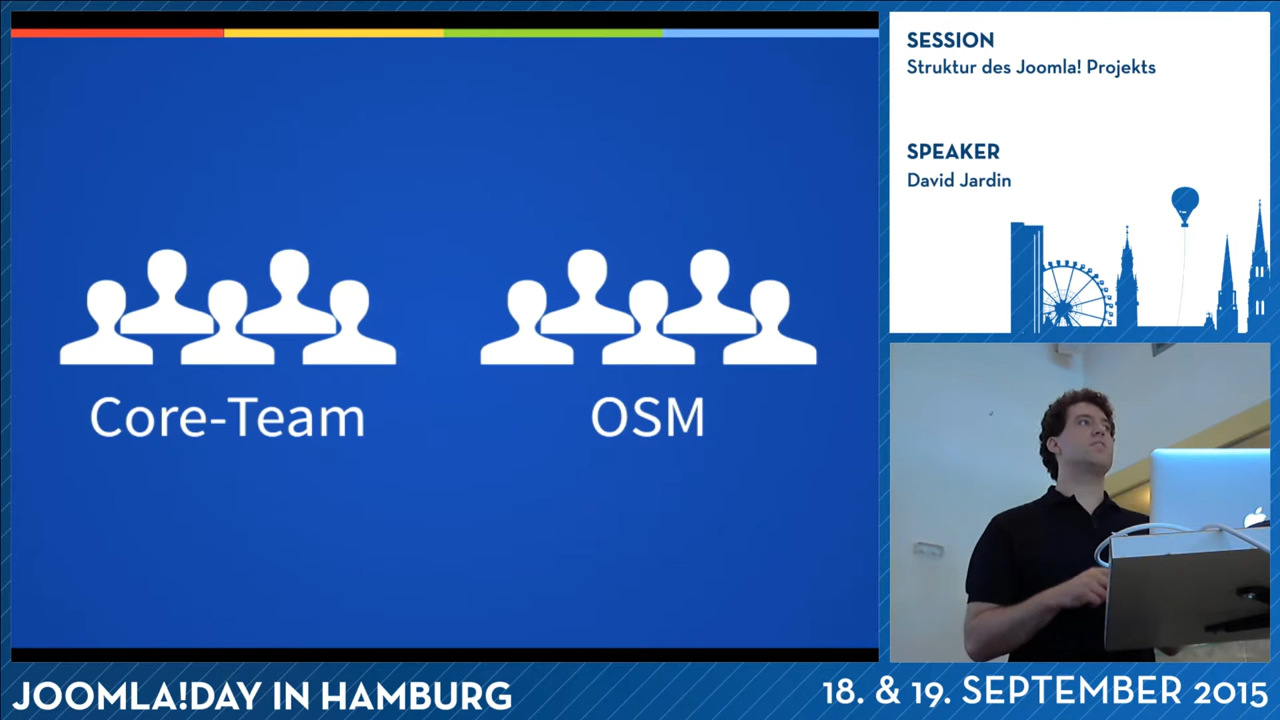 Core-Team
OSM
SESSION
Struktur des Joomla! Projekts
SPEAKER
David Jardin
JOOMLA!DAY IN HAMBURG
18. & 19. SEPTEMBER 2015